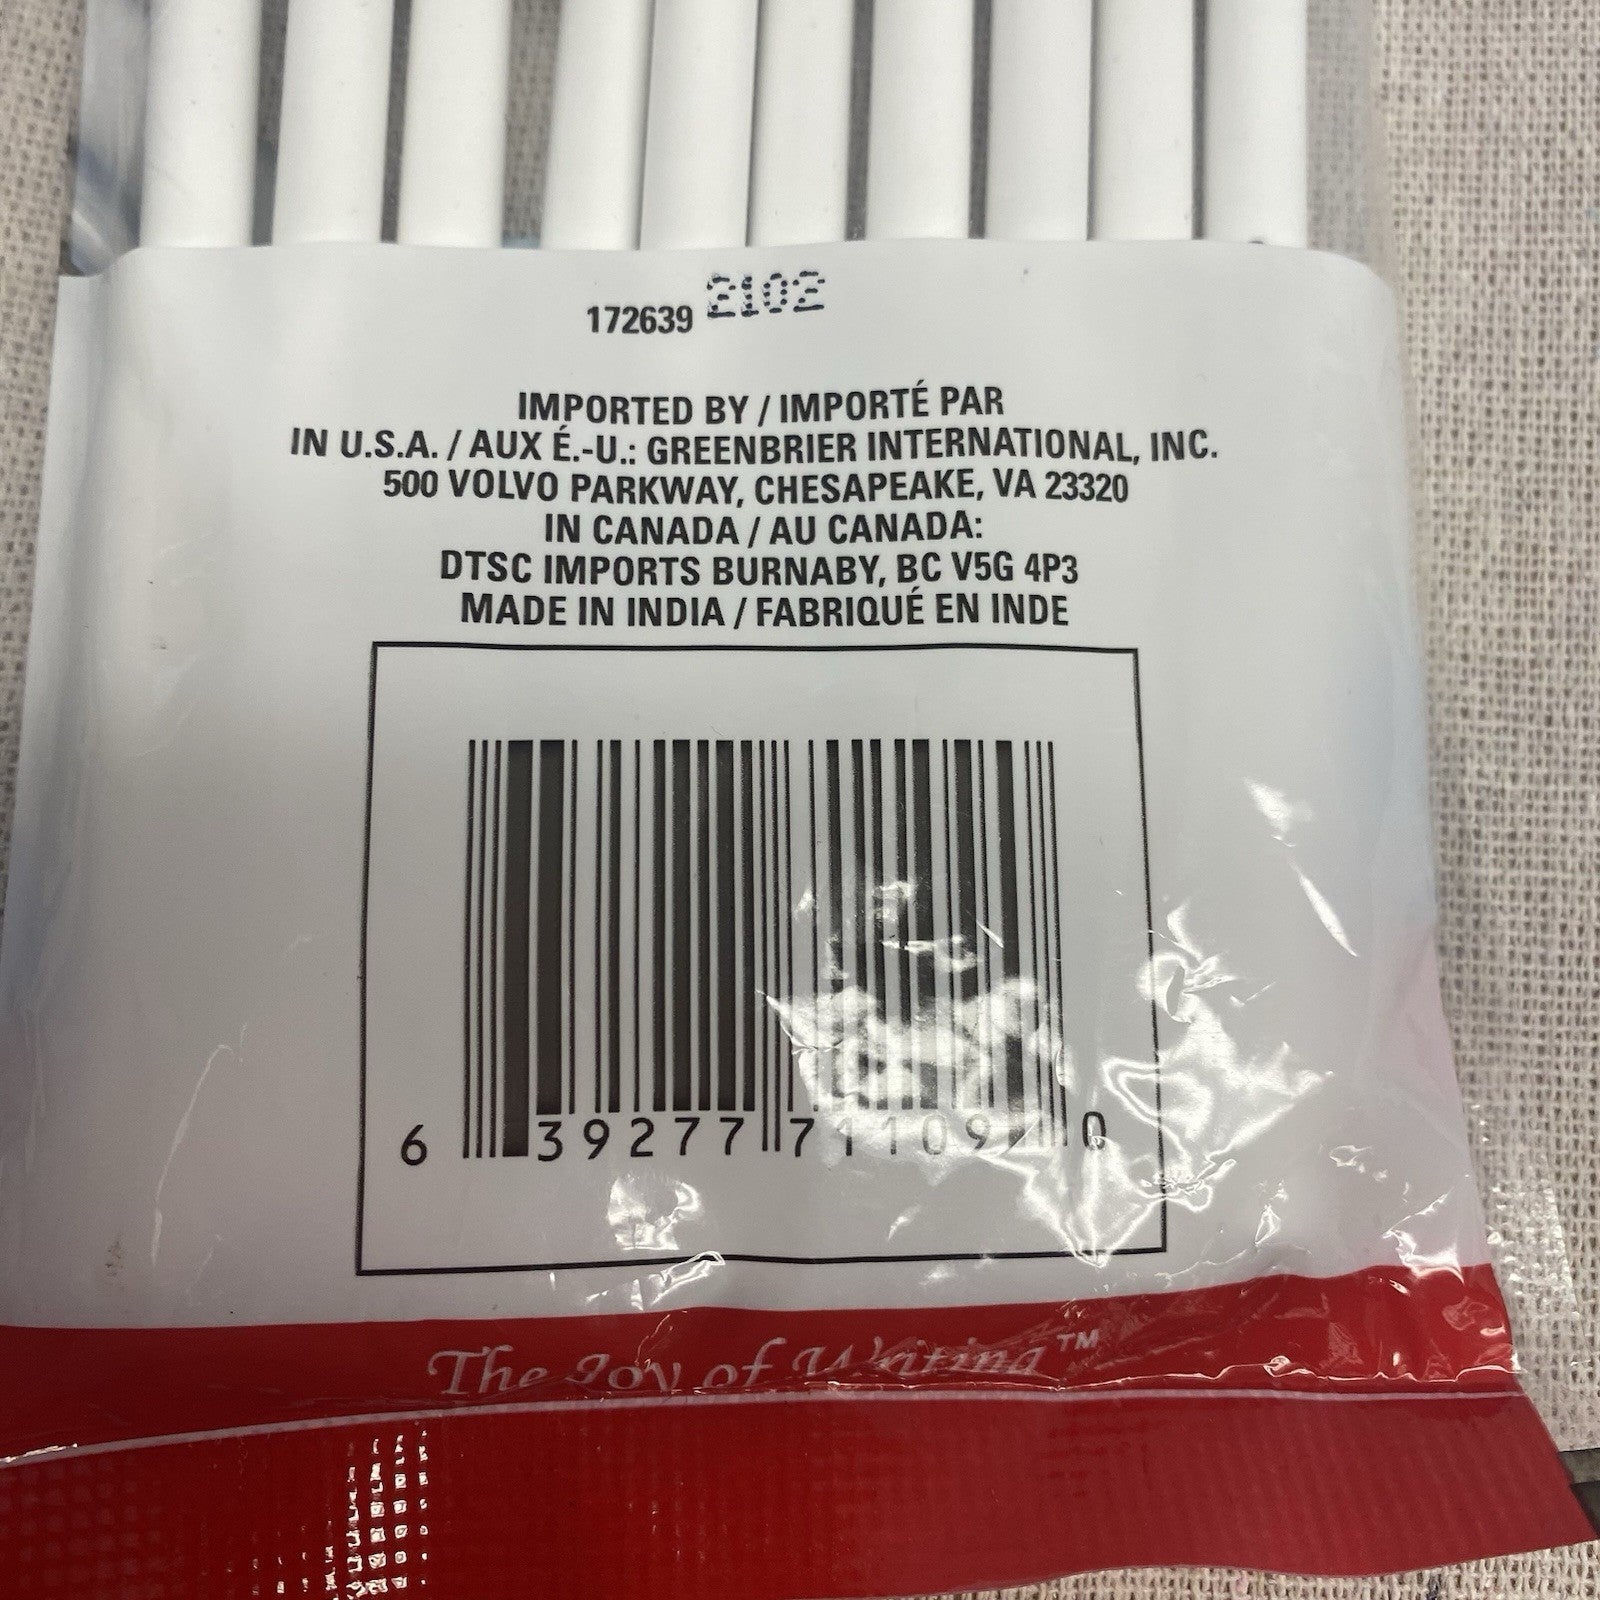 172639 2102
IMPORTED BY / IMPORTÉ PAR
IN U.S.A. / AUX É.-U.: GREENBRIER INTERNATIONAL, INC.
500 VOLVO PARKWAY, CHESAPEAKE, VA 23320
IN CANADA / AU CANADA:
DTSC IMPORTS BURNABY, BC V5G 4P3
MADE IN INDIA / FABRIQUÉ EN INDE
6 39277 71109 0
The Joy of Writing™